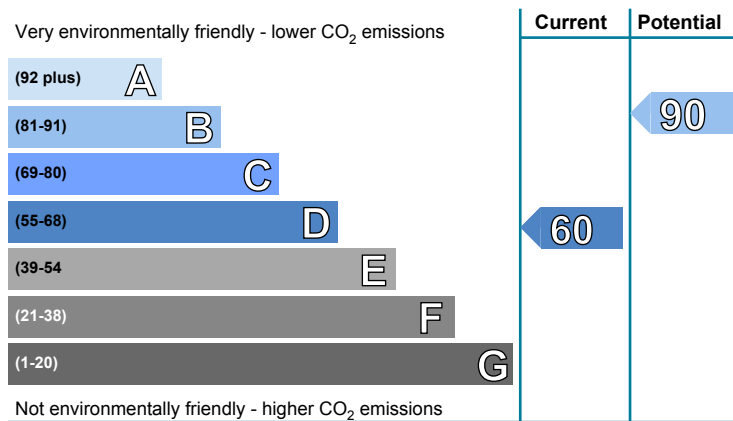 Current Potential
Very environmentally friendly - lower CO2 emissions
(92 plus) A
(81-91) B 90
(69-80) C
(55-68) D 60
(39-54 E
(21-38) F
(1-20) G
Not environmentally friendly - higher CO2 emissions